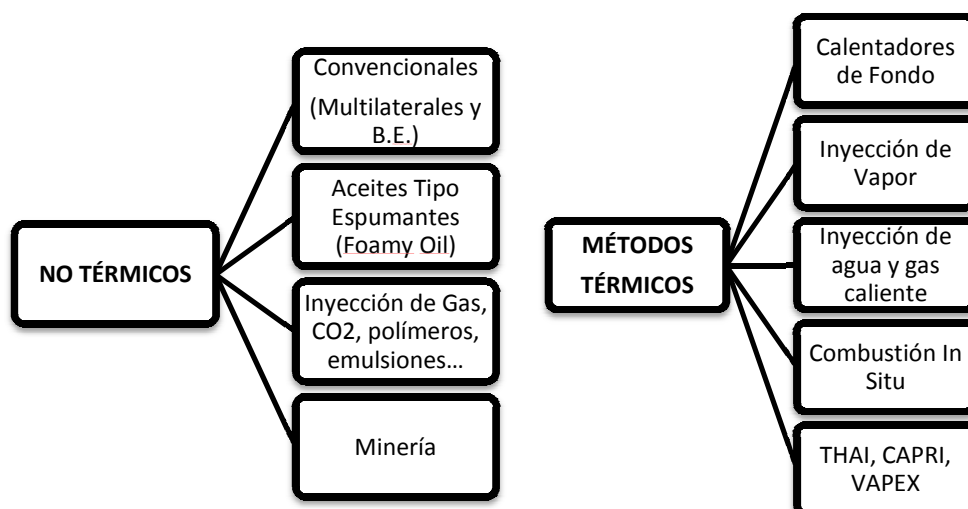 NO TÉRMICOS
Convencionales
(Multilaterales y
B.E.)
Aceites Tipo
Espumantes
(Foamy Oil)
Inyección de Gas,
CO2, polímeros,
emulsiones...
Minería
MÉTODOS
TÉRMICOS
Calentadores
de Fondo
Inyección de
Vapor
Inyección de
agua y gas
caliente
Combustión In
Situ
THAI, CAPRI,
VAPEX